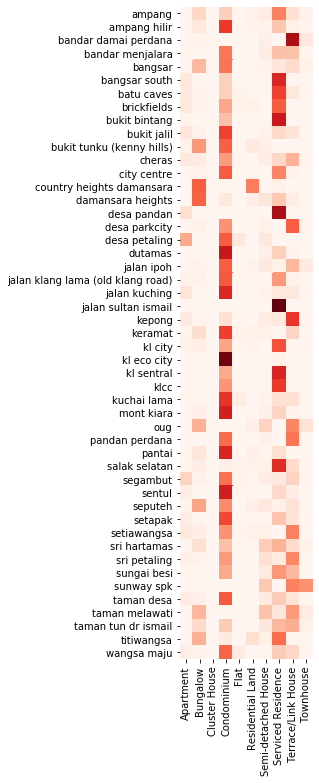 ampang
ampang hilir
bandar damai perdana
bandar menjalara
bangsar
bangsar south
batu caves
brickfields
bukit bintang
bukit jalil
bukit tunku (kenny hills)
cheras
city centre
country heights damansara
damansara heights
desa pandan
desa parkcity
desa petaling
dutamas
jalan ipoh
jalan klang lama (old klang road)
jalan kuching
jalan sultan ismail
kepong
keramat
kl city
kl eco city
kl sentral
klcc
kuchai lama
mont kiara
oug
pandan perdana
pantai
salak selatan
segambut
sentul
seputeh
setapak
setiawangsa
sri hartamas
sri petaling
sungai besi
sunway spk
taman desa
taman melawati
taman tun dr ismail
titiwangsa
wangsa maju
Apartment
Bungalow
Cluster House
Condominium
Flat
Residential Land
Semi-detached House
Serviced Residence
Terrace/Link House
Townhouse